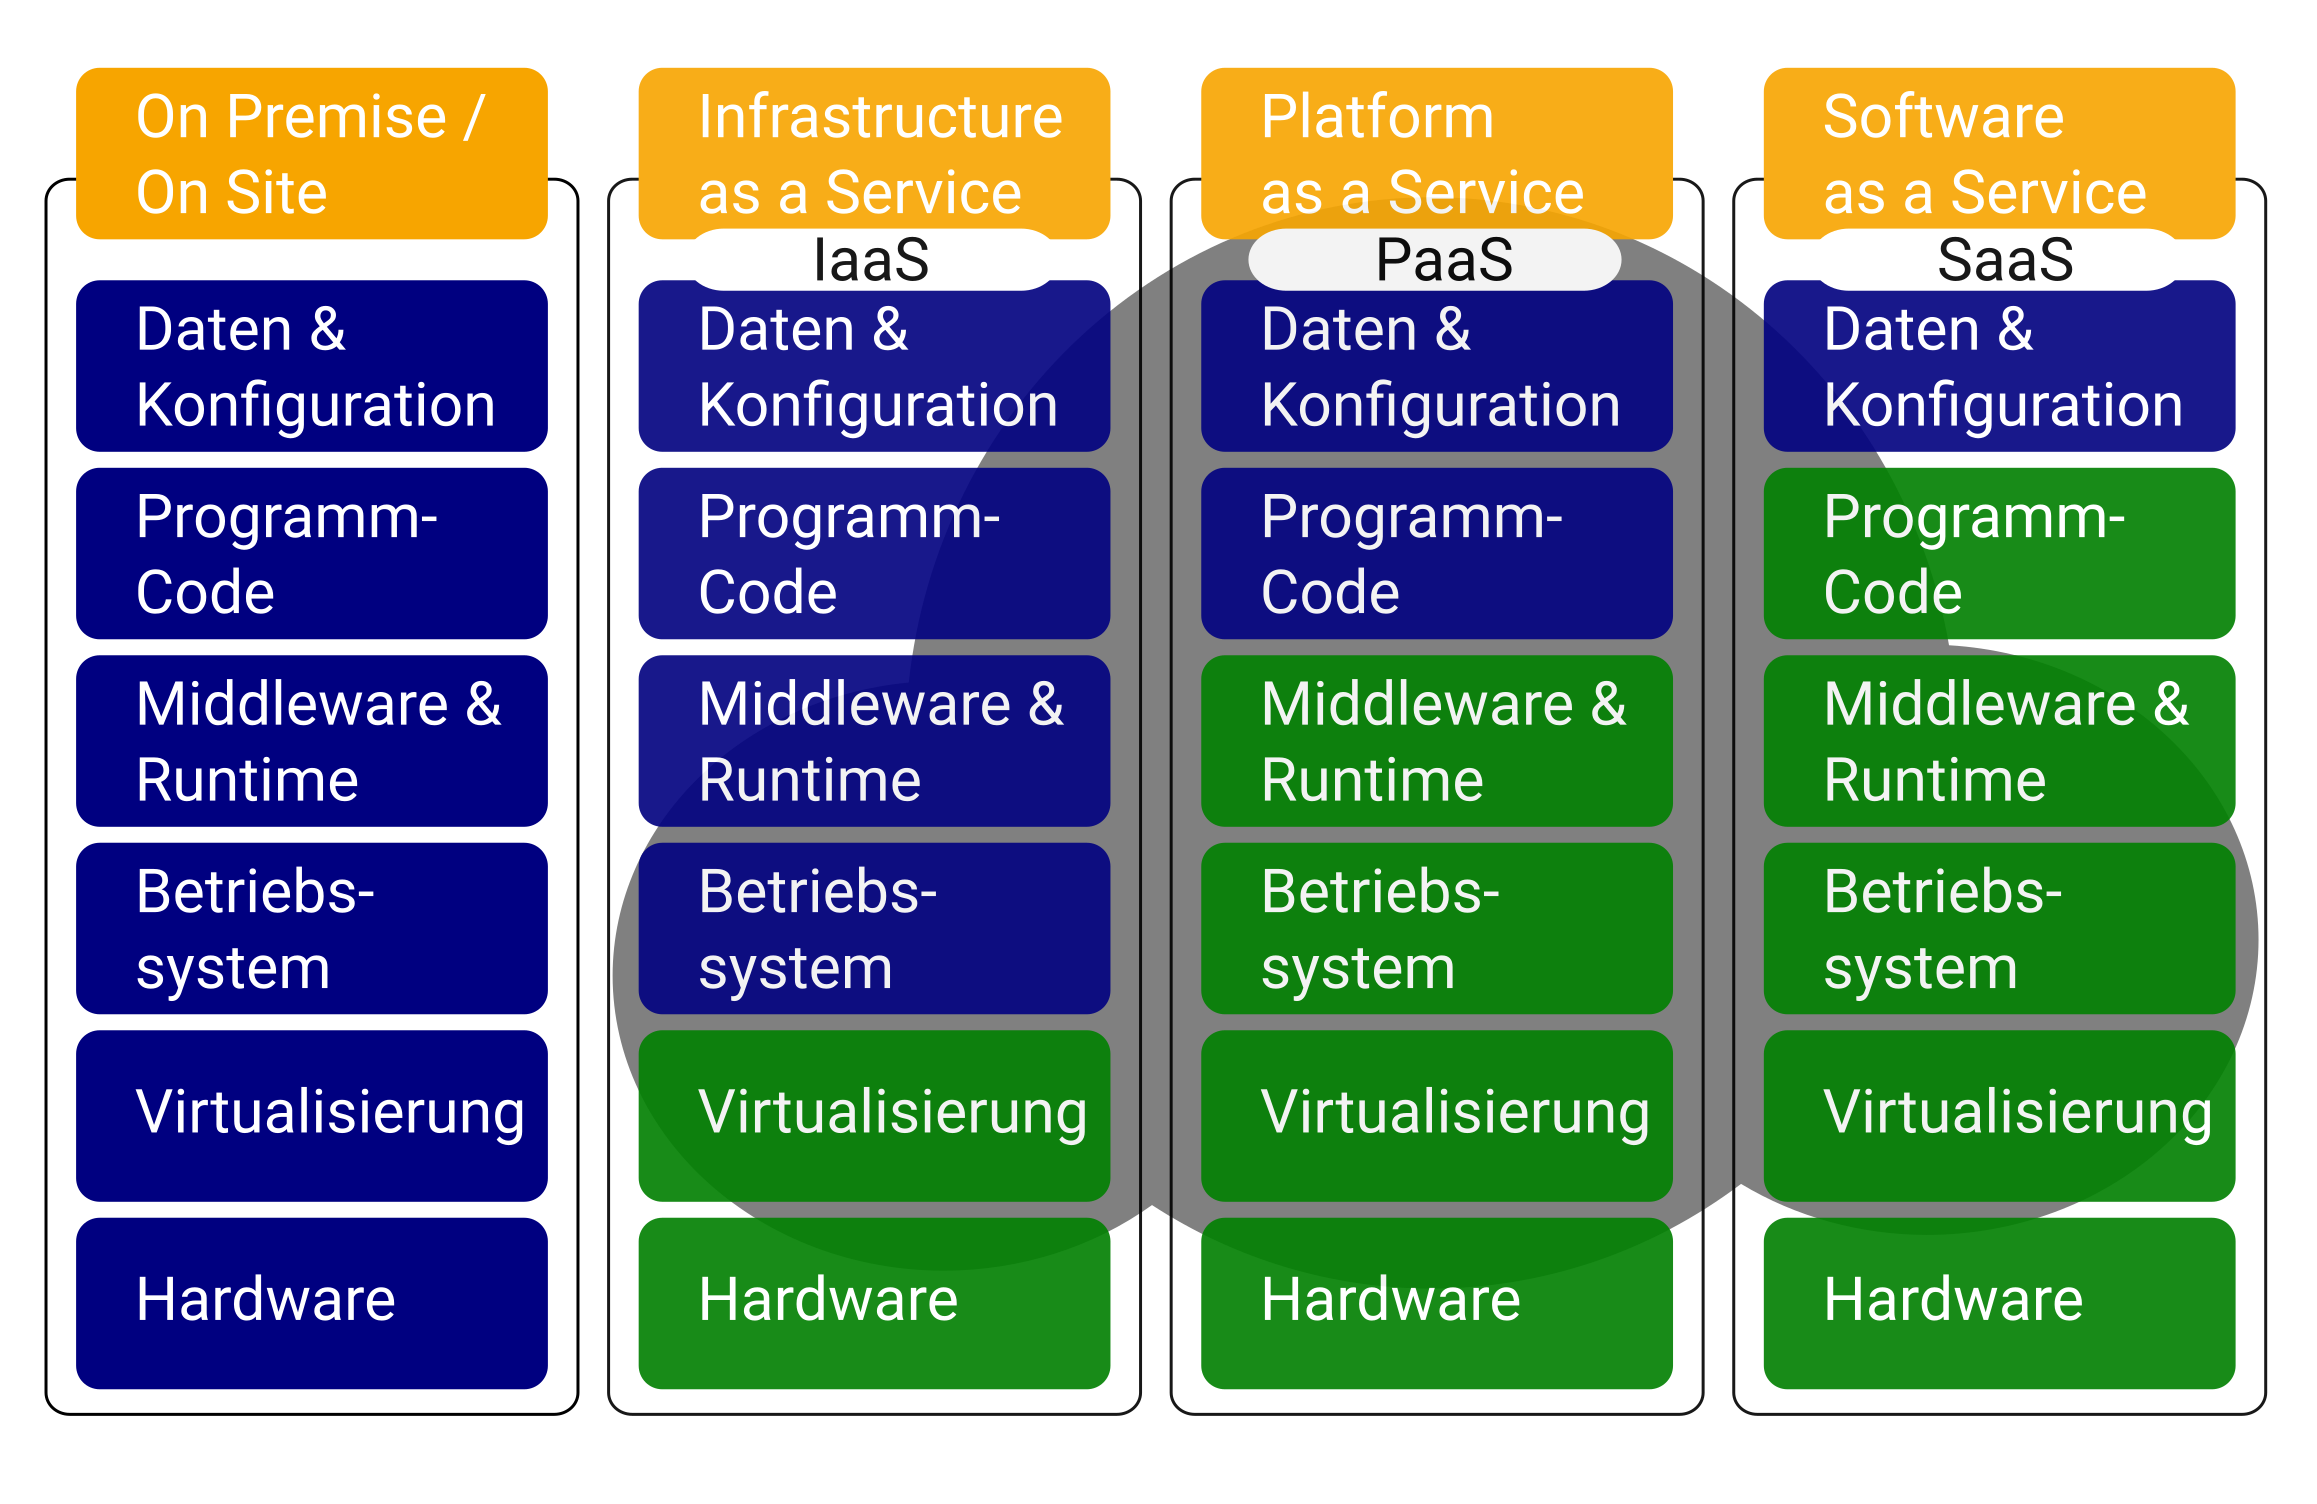 On Premise /
On Site
Daten &
Konfiguration
Programm-
Code
Middleware &
Runtime
Betriebs-
system
Virtualisierung
Hardware
Infrastructure
as a Service
IaaS
Daten &
Konfiguration
Programm-
Code
Middleware &
Runtime
Betriebs-
system
Virtualisierung
Hardware
Platform
as a Service
PaaS
Daten &
Konfiguration
Programm-
Code
Middleware &
Runtime
Betriebs-
system
Virtualisierung
Hardware
Software
as a Service
SaaS
Daten &
Konfiguration
Programm-
Code
Middleware &
Runtime
Betriebs-
system
Virtualisierung
Hardware